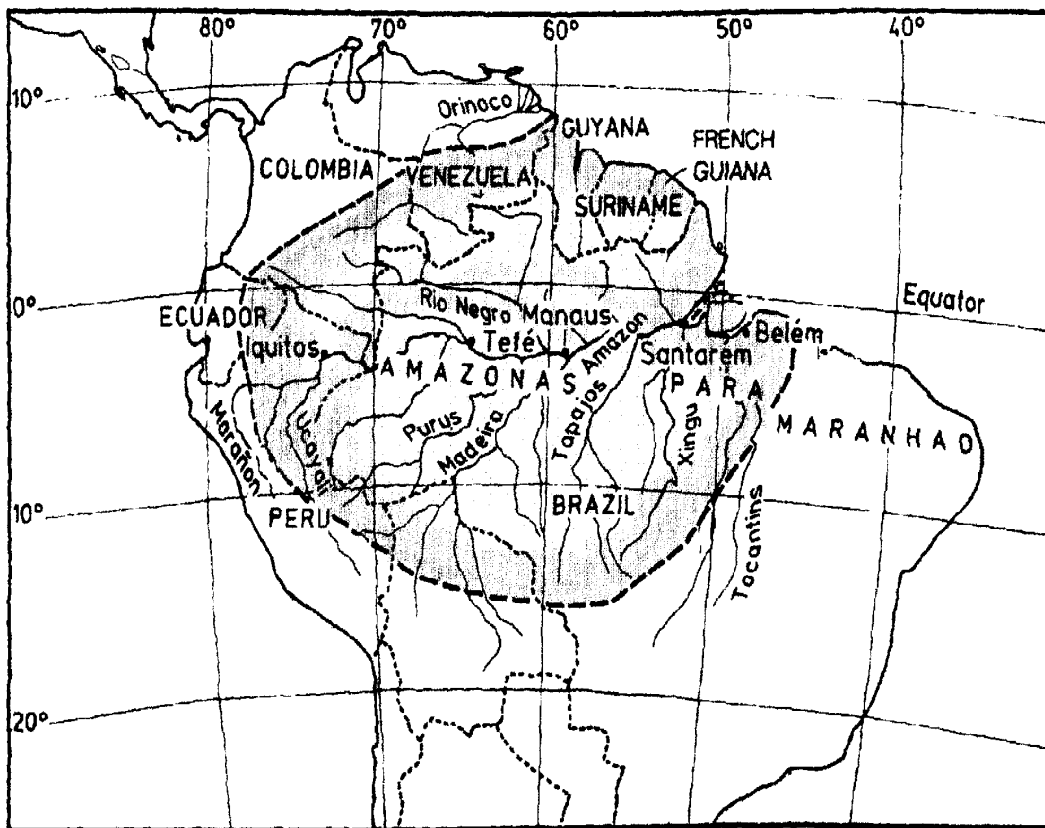 80° 70° 60° 50° 40°
10°
Orinoco
GUYANA
FRENCH
GUIANA
COLOMBIA
VENEZUELA
SURINAME
0°
Equator
ECUADOR
Rio Negro
Manaus
Amazon
Belém
Iquitos
Tefé
Santarem
AMAZONAS
PARA
MARANHAO
Marañon
Ucayali
Purus
Madeira
Tapajos
Xingu
Tocantins
10°
PERU
BRAZIL
20°